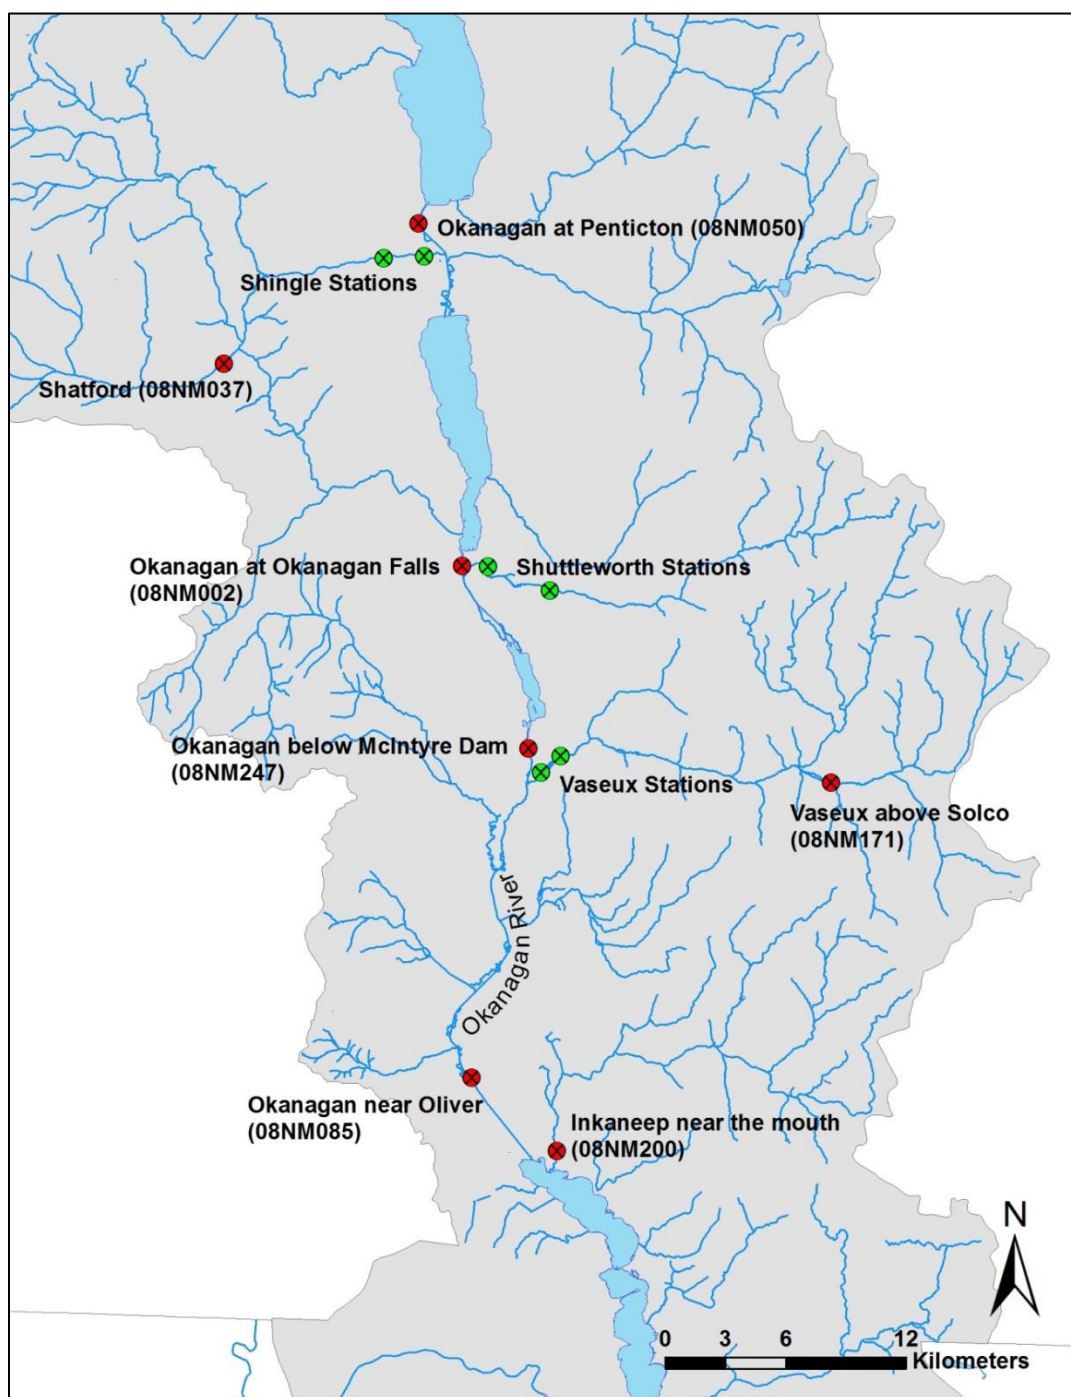 Okanagan at Penticton (08NM050)
Shingle Stations
Shatford (08NM037)
Okanagan at Okanagan Falls
(08NM002)
Shuttleworth Stations
Okanagan below McIntyre Dam
(08NM247)
Vaseux Stations
Vaseux above Solco
(08NM171)
Okanagan River
Okanagan near Oliver
(08NM085)
Inkaneep near the mouth
(08NM200)
N
0 3 6 12
Kilometers